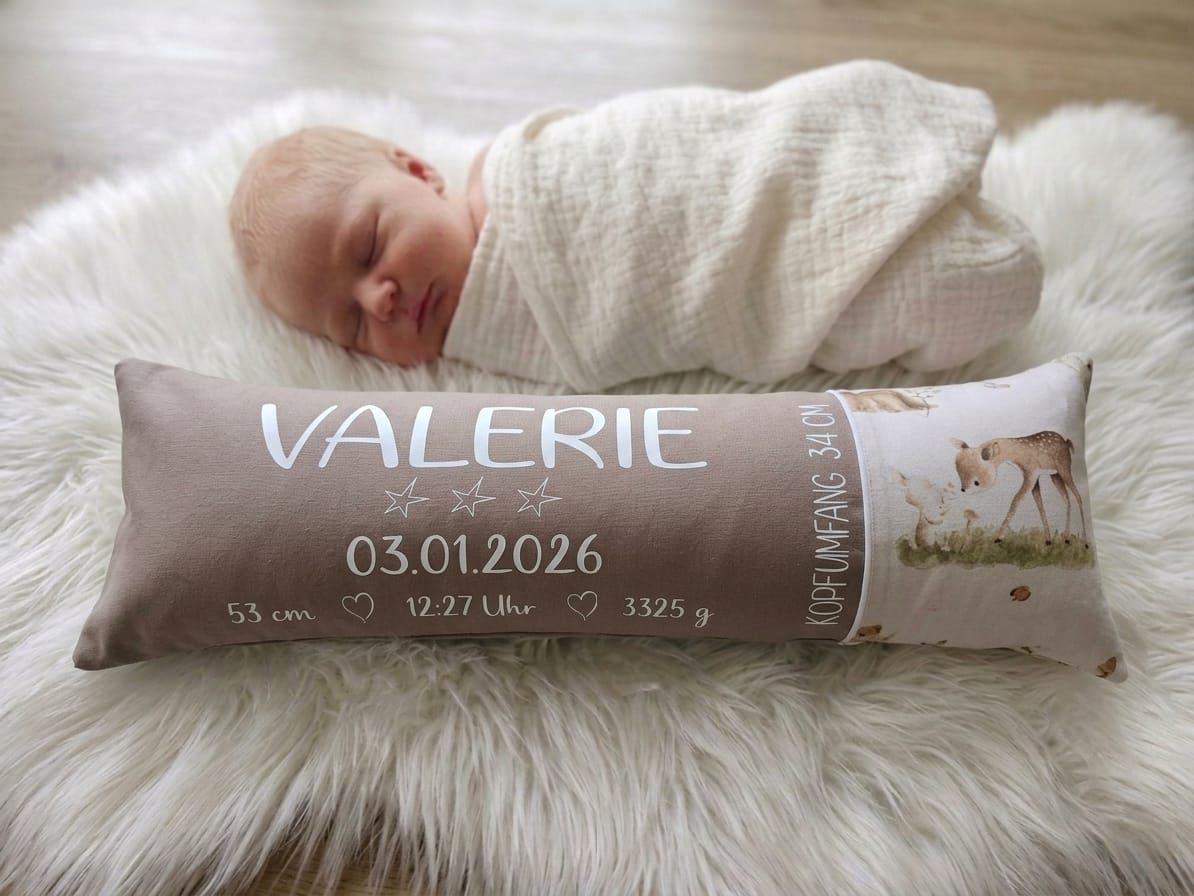 VALERIE
03.01.2026
53 cm 12:27 Uhr 3325 g
KOPFUMFANG 34 CM